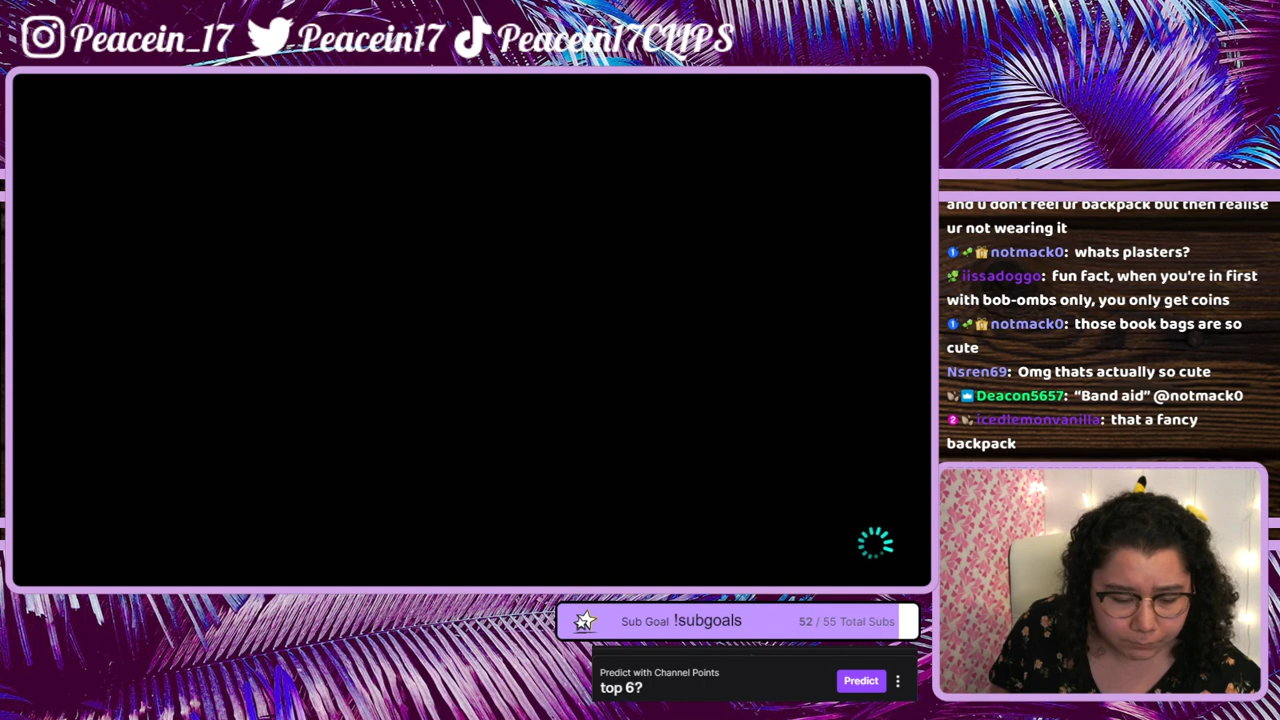 Peacein_17 Peacein17 Peacein17ClIPS
and u don't feel ur backpack but then realise
ur not wearing it
notmack0: whats plasters?
iissadoggo: fun fact, when you're in first
with bob-ombs only, you only get coins
notmack0: those book bags are so
cute
Nsren69: Omg thats actually so cute
Deacon5657: “Band aid” @notmack0
icedlemonvanilla: that a fancy
backpack
Sub Goal !subgoals 52 / 55 Total Subs
Predict with Channel Points
top 6?
Predict